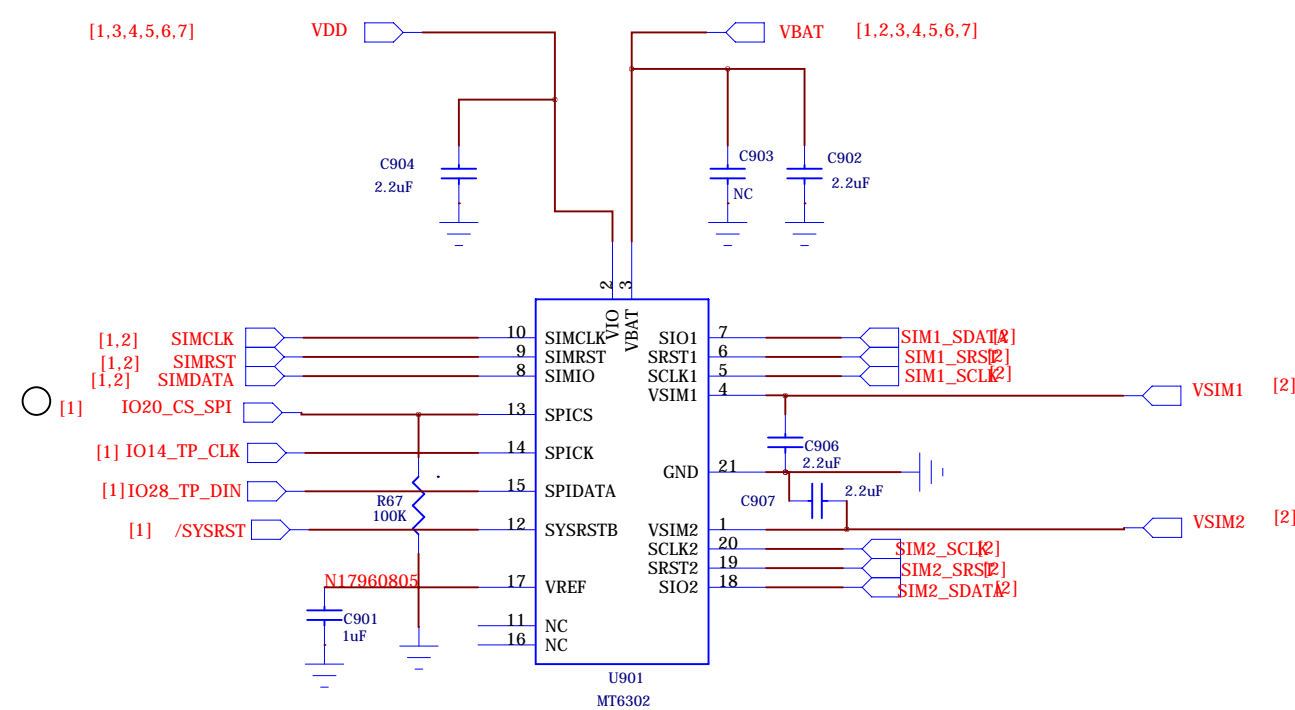 [1,3,4,5,6,7] VDD VBAT [1,2,3,4,5,6,7]
C904
2.2uF
C903
NC
C902
2.2uF
2 3
VIO
VBAT
[1,2] SIMCLK 10 SIMCLK
[1,2] SIMRST 9 SIMRST
[1,2] SIMDATA 8 SIMIO
[1] IO20_CS_SPI 13 SPICS
[1] IO14_TP_CLK 14 SPICK
[1] IO28_TP_DIN 15 SPIDATA
R67
100K
[1] /SYSRST 12 SYSRSTB
N17960805 17 VREF
C901
1uF
11 NC
16 NC
SIO1 7 SIM1_SDATA [2]
SRST1 6 SIM1_SRST [2]
SCLK1 5 SIM1_SCLK [2]
VSIM1 4 VSIM1 [2]
C906
2.2uF
GND 21
C907 2.2uF
VSIM2 1 VSIM2 [2]
SCLK2 20 SIM2_SCLK [2]
SRST2 19 SIM2_SRST [2]
SIO2 18 SIM2_SDATA [2]
U901
MT6302